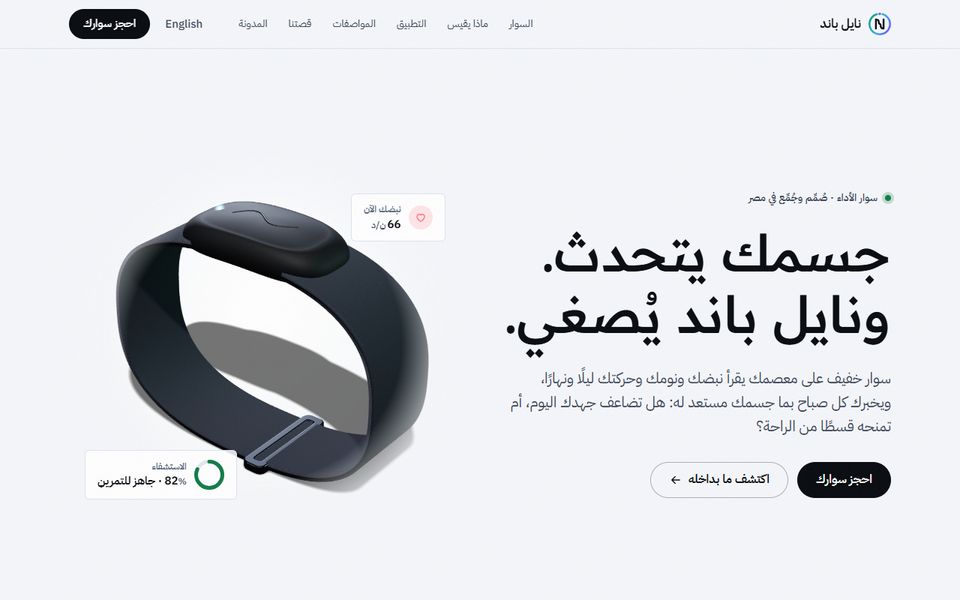 نايل باند
السوار
ماذا يقيس
التطبيق
المواصفات
قصتنا
المدونة
English
احجز سوارك
سوار الأداء · صُمِّم وجُمِّع في مصر
جسمك يتحدث.
ونايل باند يُصغي.
سوار خفيف على معصمك يقرأ نبضك ونومك وحركتك ليلًا ونهارًا،
ويخبرك كل صباح بما جسمك مستعد له: هل تضاعف جهدك اليوم، أم
تمنحه قسطًا من الراحة؟
احجز سوارك
اكتشف ما بداخله ←
نبضك الآن
66 ن/د
الاستشفاء
82% · جاهز للتمرين